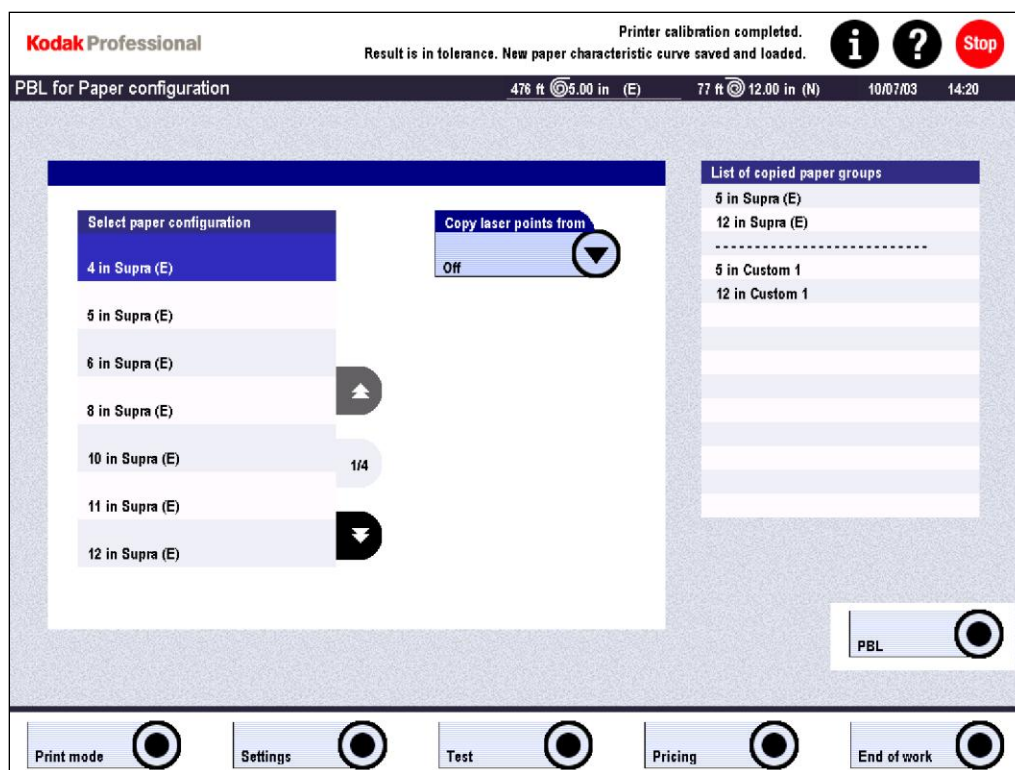 Kodak Professional
Printer calibration completed.
Result is in tolerance. New paper characteristic curve saved and loaded.
i ? Stop
PBL for Paper configuration 476 ft 5.00 in (E) 77 ft 12.00 in (N) 10/07/03 14:20
List of copied paper groups
5 in Supra (E)
12 in Supra (E)
---------------------------
5 in Custom 1
12 in Custom 1
Select paper configuration
4 in Supra (E)
5 in Supra (E)
6 in Supra (E)
8 in Supra (E)
10 in Supra (E)
11 in Supra (E)
12 in Supra (E)
1/4
Copy laser points from
Off
PBL
Print mode Settings Test Pricing End of work